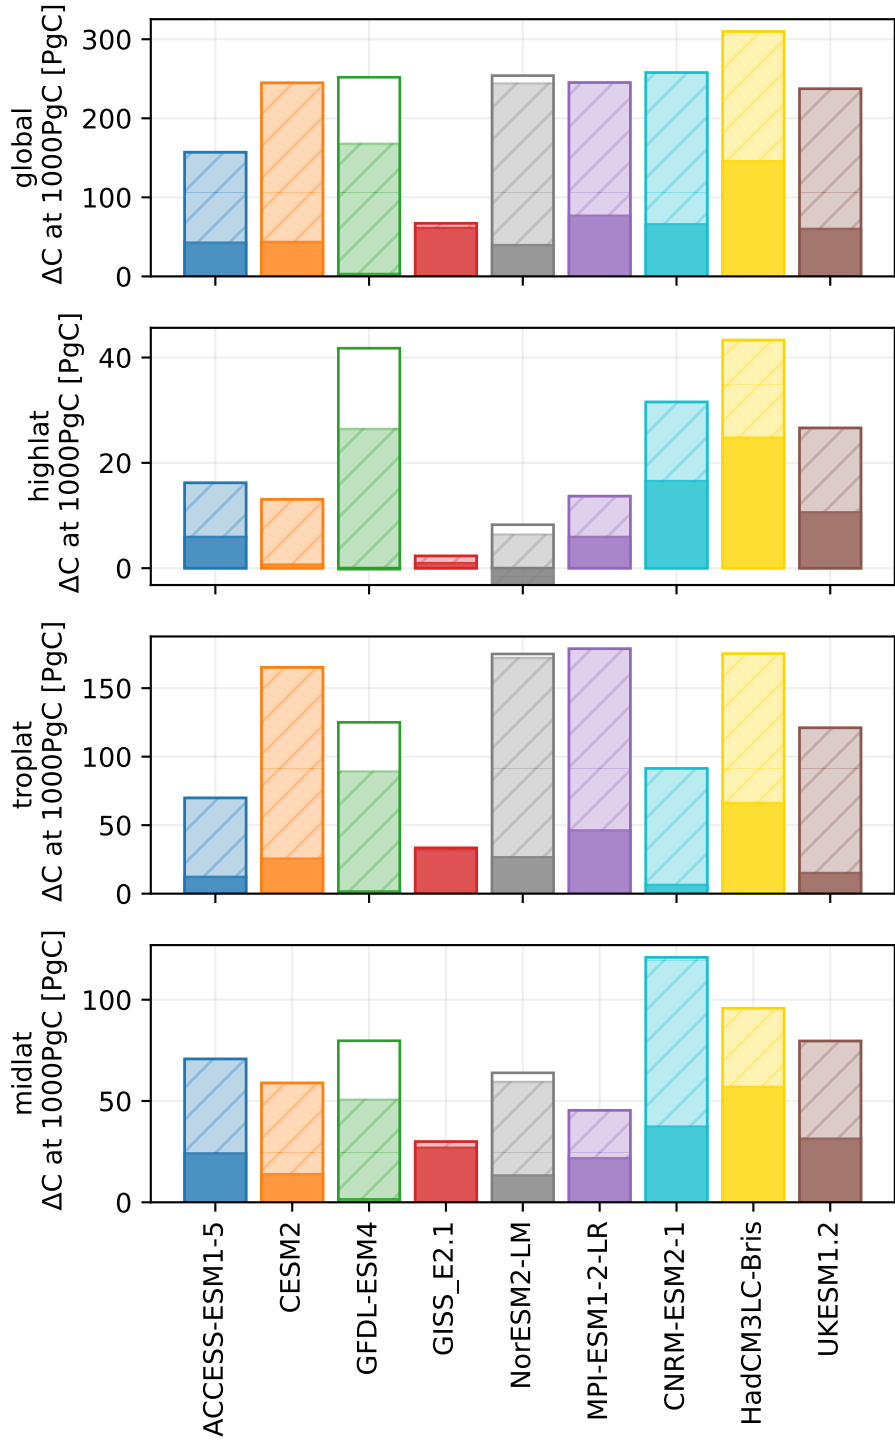 global
ΔC at 1000PgC [PgC]
300
200
100
0
highlat
ΔC at 1000PgC [PgC]
40
20
0
troplat
ΔC at 1000PgC [PgC]
150
100
50
0
midlat
ΔC at 1000PgC [PgC]
100
50
0
ACCESS-ESM1-5
CESM2
GFDL-ESM4
GISS_E2.1
NorESM2-LM
MPI-ESM1-2-LR
CNRM-ESM2-1
HadCM3LC-Bris
UKESM1.2